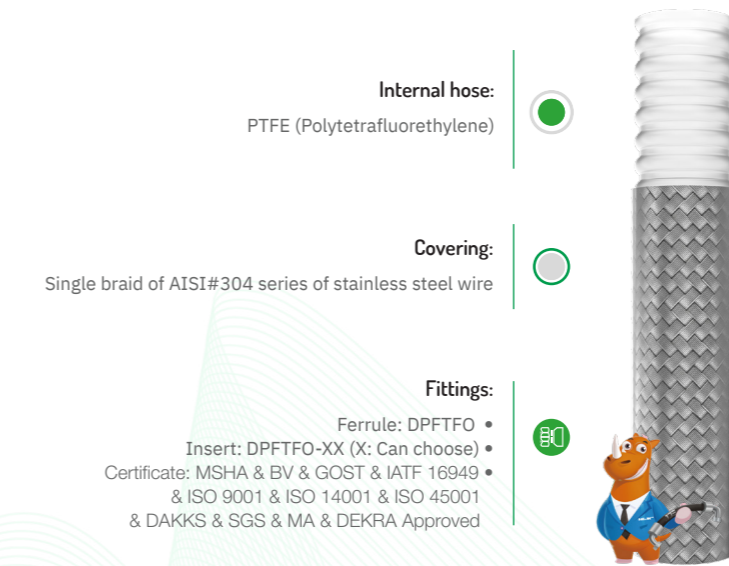 Internal hose:
PTFE (Polytetrafluorethylene)
Covering:
Single braid of AISI#304 series of stainless steel wire
Fittings:
Ferrule: DPFTFO •
Insert: DPFTFO-XX (X: Can choose) •
Certificate: MSHA & BV & GOST & IATF 16949 •
& ISO 9001 & ISO 14001 & ISO 45001
& DAKKS & SGS & MA & DEKRA Approved